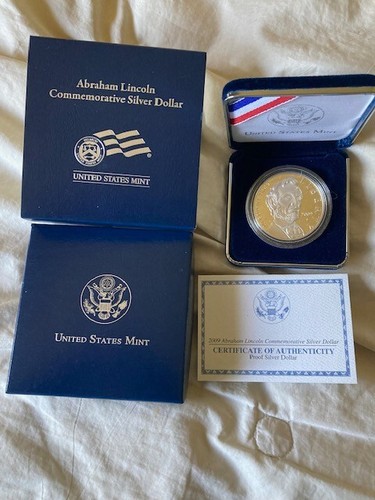 Abraham Lincoln
Commemorative Silver Dollar
UNITED STATES MINT
United States Mint
UNITED STATES MINT
2009 Abraham Lincoln Commemorative Silver Dollar
CERTIFICATE OF AUTHENTICITY
Proof Silver Dollar